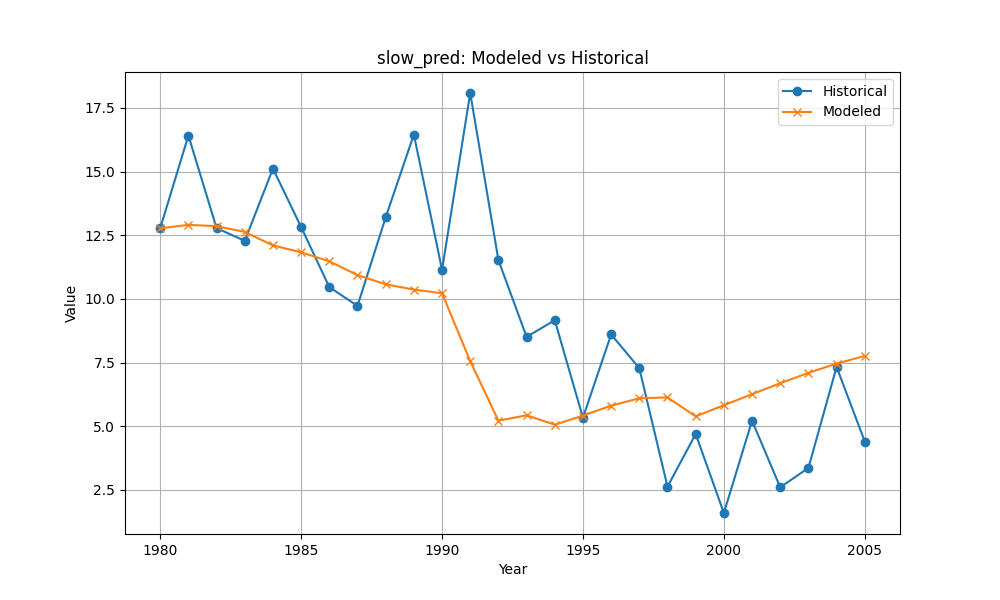 slow_pred: Modeled vs Historical
Historical
Modeled
Value
17.5
15.0
12.5
10.0
7.5
5.0
2.5
1980 1985 1990 1995 2000 2005
Year